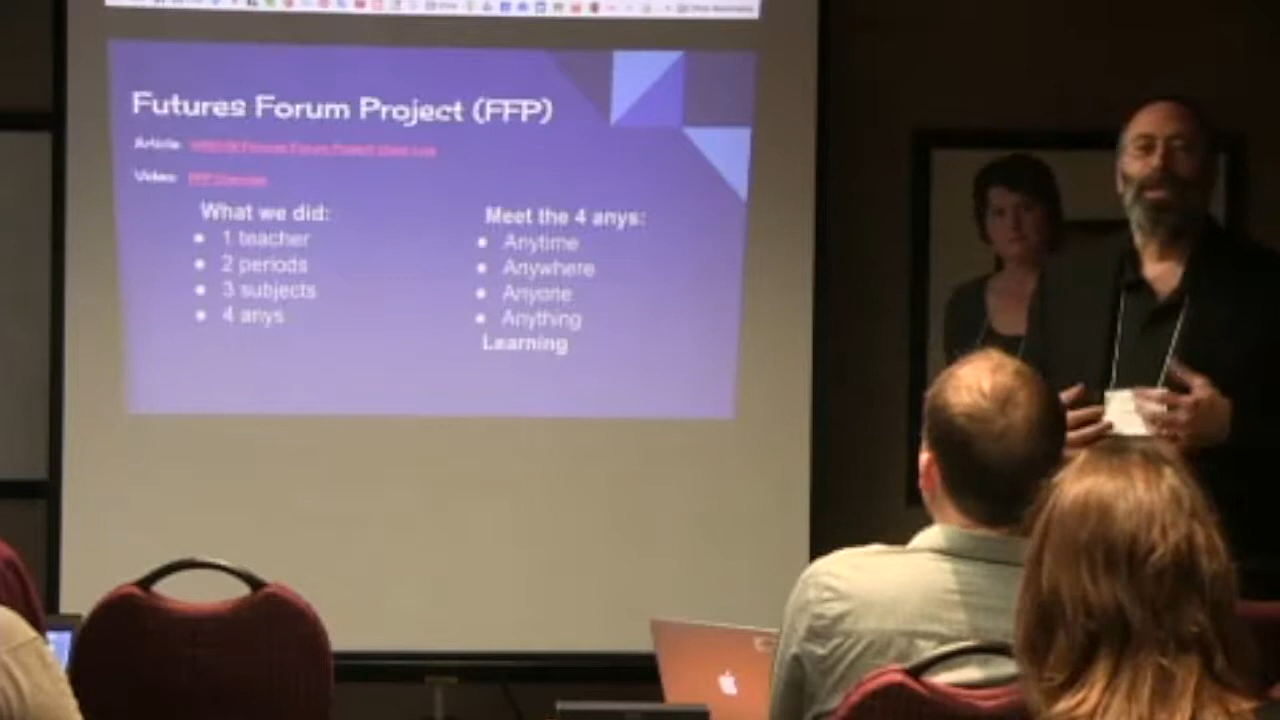 Futures Forum Project (FFP)
Article:
Video:
What we did:
● 1 teacher
● 2 periods
● 3 subjects
● 4 anys
Meet the 4 anys:
● Anytime
● Anywhere
● Anyone
● Anything
Learning